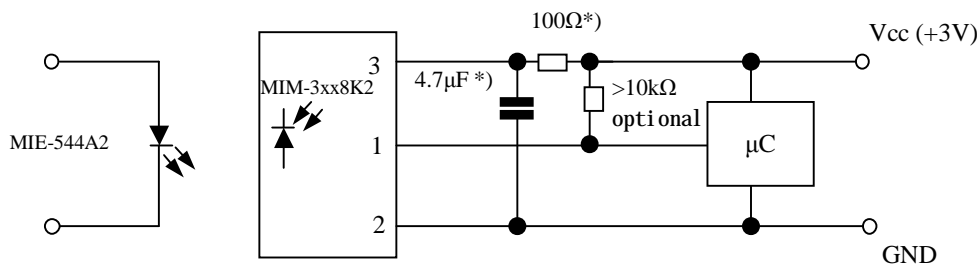 100Ω*)
Vcc (+3V)
3
4.7μF *)
MIM-3xx8K2
>10kΩ
optional
MIE-544A2
1
μC
2
GND